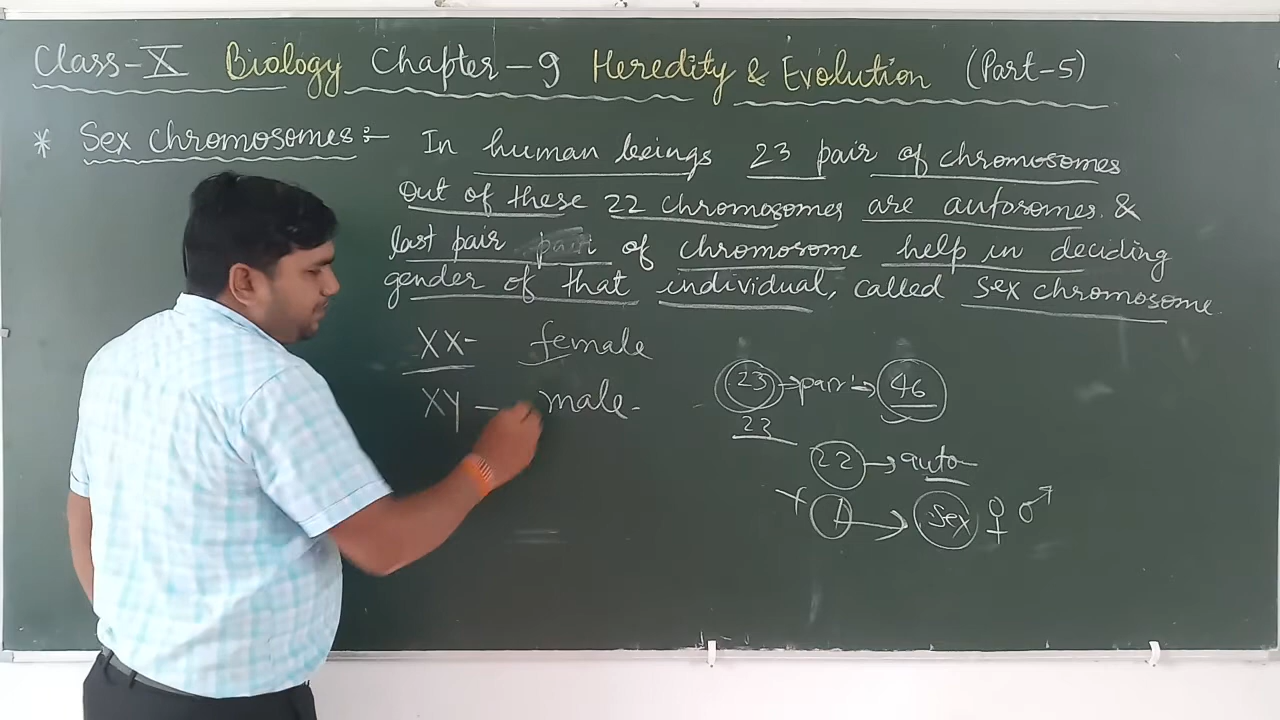 Class-X Biology Chapter-9 Heredity & Evolution (Part-5)
* Sex chromosomes:- In human beings 23 pair of chromosomes
Out of these 22 chromosomes are autosomes. &
last pair pair of chromosome help in deciding
gender of that individual, called sex chromosome.
XX- female
XY - male-
23 → pair → 46
23
22 → auto
+ 1 → Sex ♀ ♂